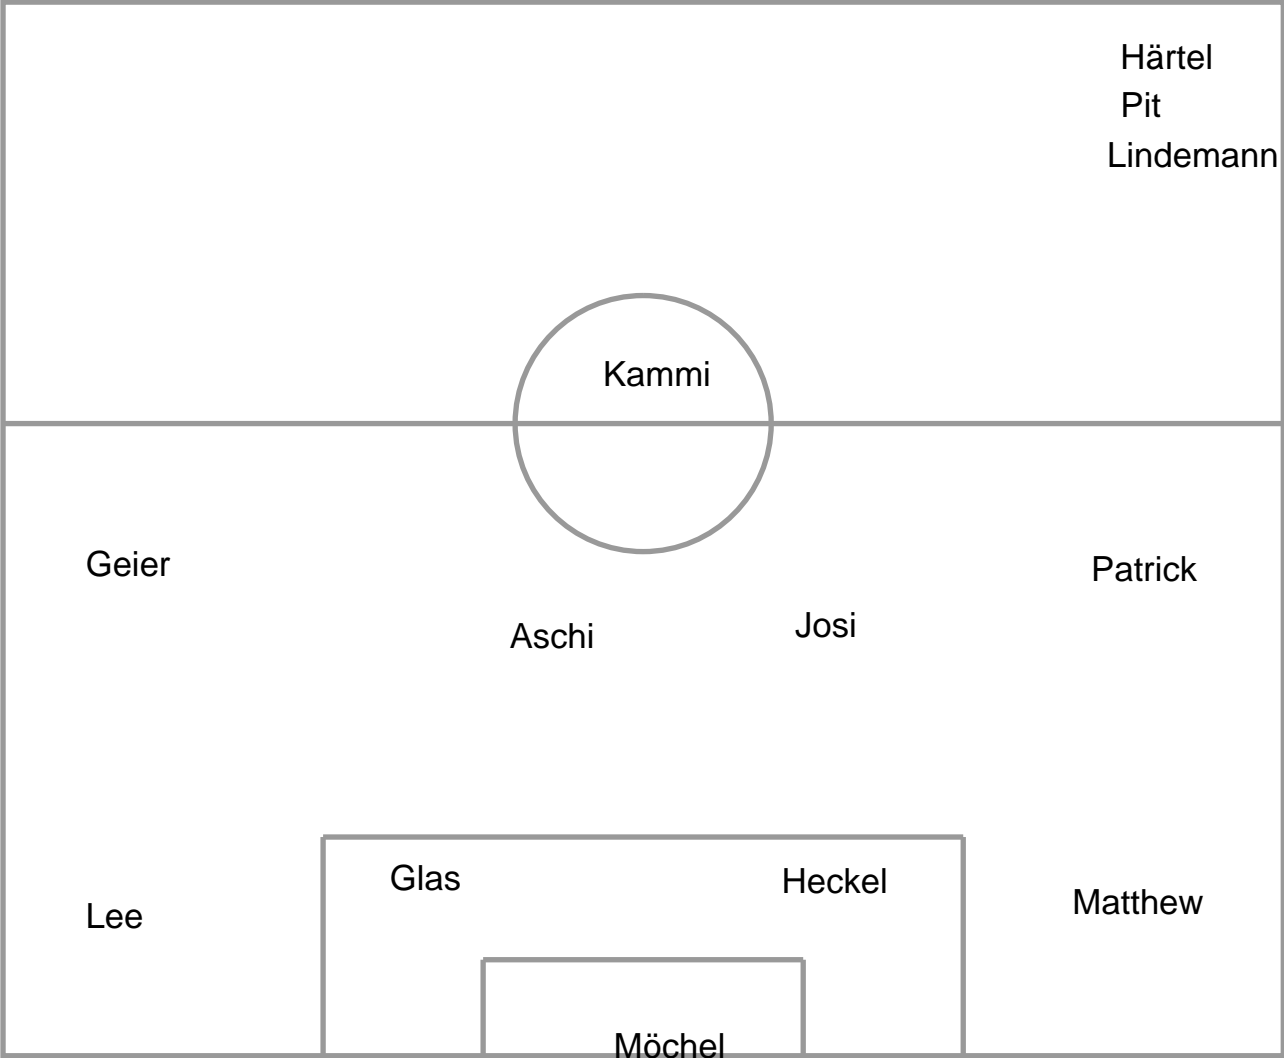 Härtel
Pit
Lindemann
Kammi
Geier
Patrick
Aschi
Josi
Glas
Heckel
Lee
Matthew
Möchel